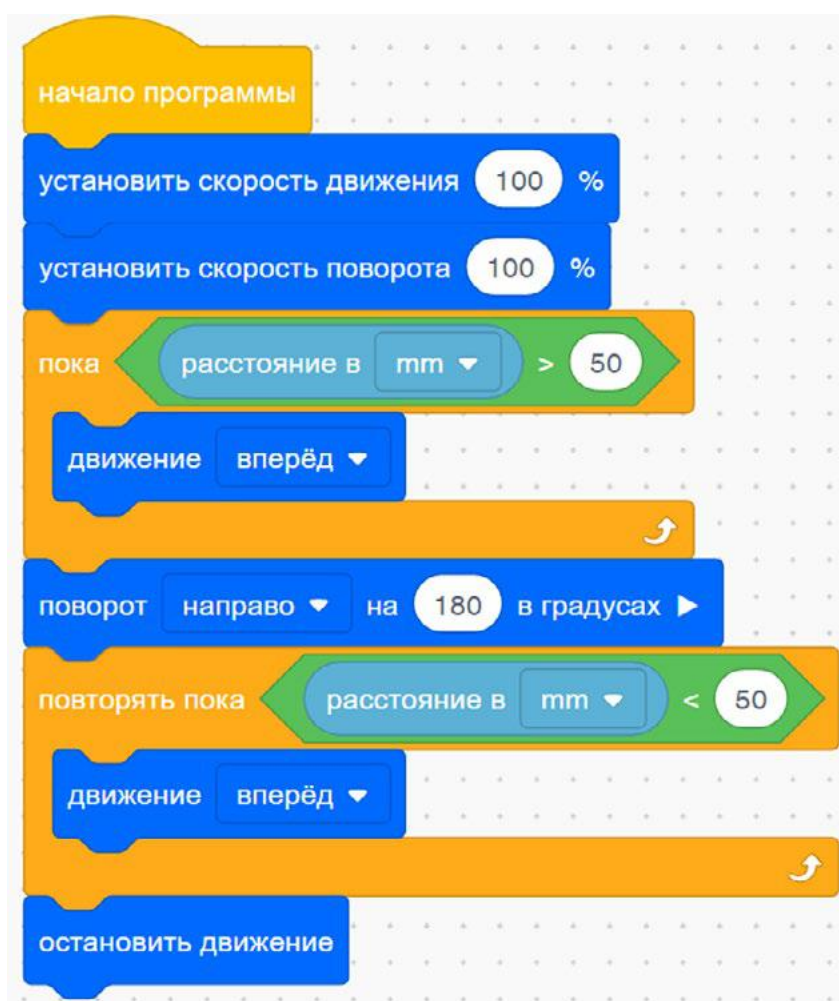 начало программы
установить скорость движения 100 %
установить скорость поворота 100 %
пока расстояние в mm > 50
движение вперёд
поворот направо на 180 в градусах
повторять пока расстояние в mm < 50
движение вперёд
остановить движение